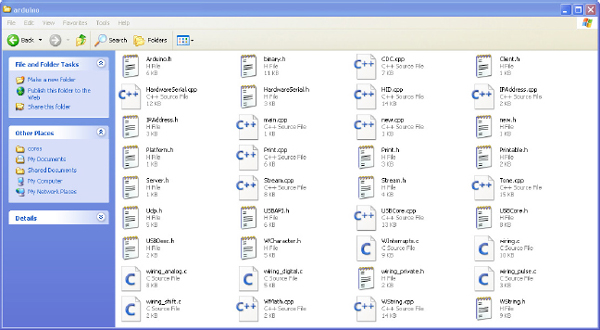 arduino
File Edit View Favorites Tools Help
Back
Search
Folders
File and Folder Tasks
Make a new folder
Publish this folder to the
Web
Share this folder
Other Places
cores
My Documents
Shared Documents
My Computer
My Network Places
Details
Arduino.h
H File
6 KB
binary.h
H File
KB
CDC.cpp
C++ Source File
KB
Client.h
H File
KB
HardwareSerial.cpp
C++ Source File
12 KB
HardwareSerial.h
H File
3 KB
HID.cpp
C++ Source File
14 KB
IPAddress.cpp
C++ Source File
2 KB
IPAddress.h
H File
3 KB
main.cpp
C++ Source File
1 KB
new.cpp
C++ Source File
1 KB
new.h
H File
1 KB
Platform.h
H File
1 KB
Print.cpp
C++ Source File
6 KB
Print.h
H File
3 KB
Printable.h
H File
2 KB
Server.h
H File
1 KB
Stream.cpp
C++ Source File
8 KB
Stream.h
H File
4 KB
Tone.cpp
C++ Source File
15 KB
Udp.h
H File
4 KB
USBAPI.h
H File
5 KB
USBCore.cpp
C++ Source File
13 KB
USBCore.h
H File
8 KB
USBDesc.h
H File
2 KB
WCharacter.h
H File
5 KB
WInterrupts.c
C Source File
9 KB
wiring.c
C Source File
10 KB
wiring_analog.c
C Source File
8 KB
wiring_digital.c
C Source File
5 KB
wiring_private.h
H File
2 KB
wiring_pulse.c
C Source File
3 KB
wiring_shift.c
C Source File
2 KB
WMath.cpp
C++ Source File
2 KB
WString.cpp
C++ Source File
14 KB
WString.h
H File
9 KB